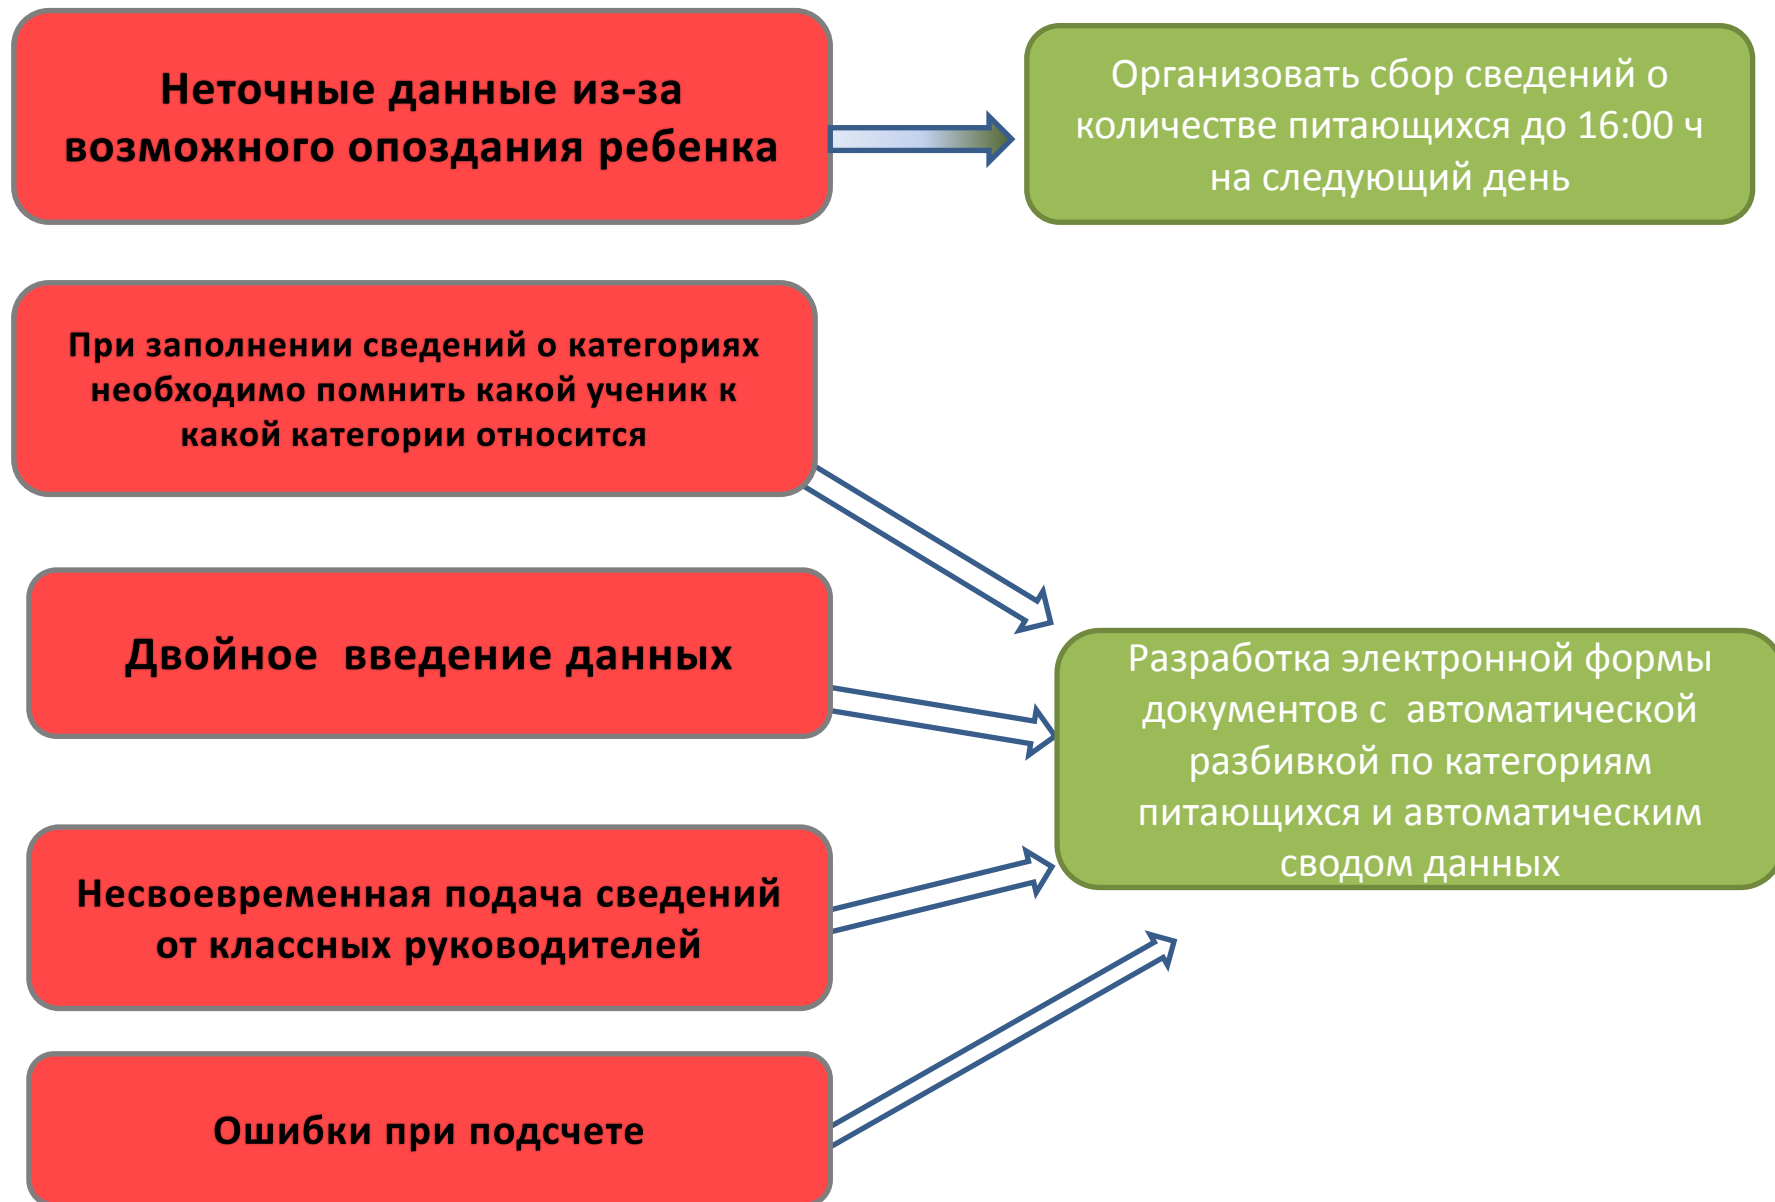 Неточные данные из-за
возможного опоздания ребенка
Организовать сбор сведений о
количестве питающихся до 16:00 ч
на следующий день
При заполнении сведений о категориях
необходимо помнить какой ученик к
какой категории относится
Двойное  введение данных
Разработка электронной формы
документов с  автоматической
разбивкой по категориям
питающихся и автоматическим
сводом данных
Несвоевременная подача сведений
от классных руководителей
Ошибки при подсчете